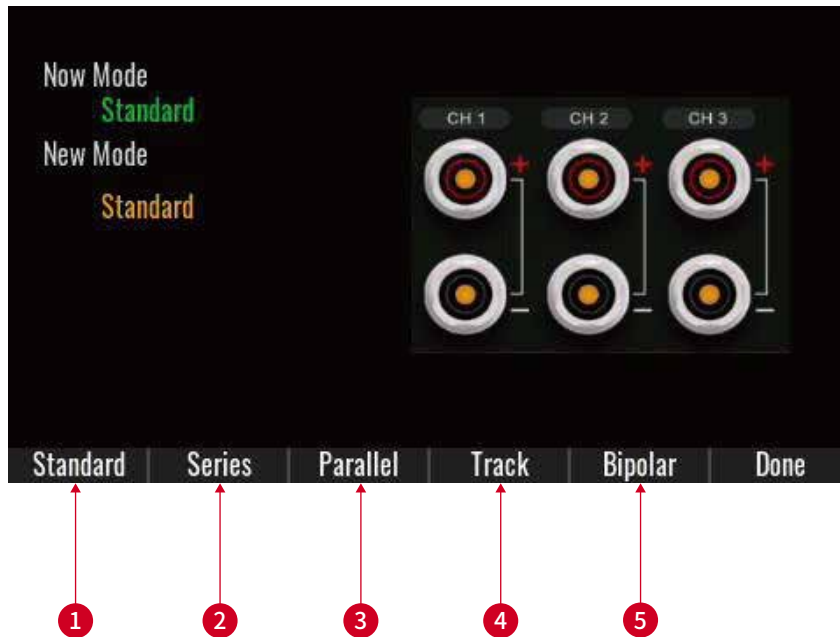 Now Mode
Standard
New Mode
Standard
CH 1 CH 2 CH 3
+ + +
- - -
Standard Series Parallel Track Bipolar Done
1 2 3 4 5